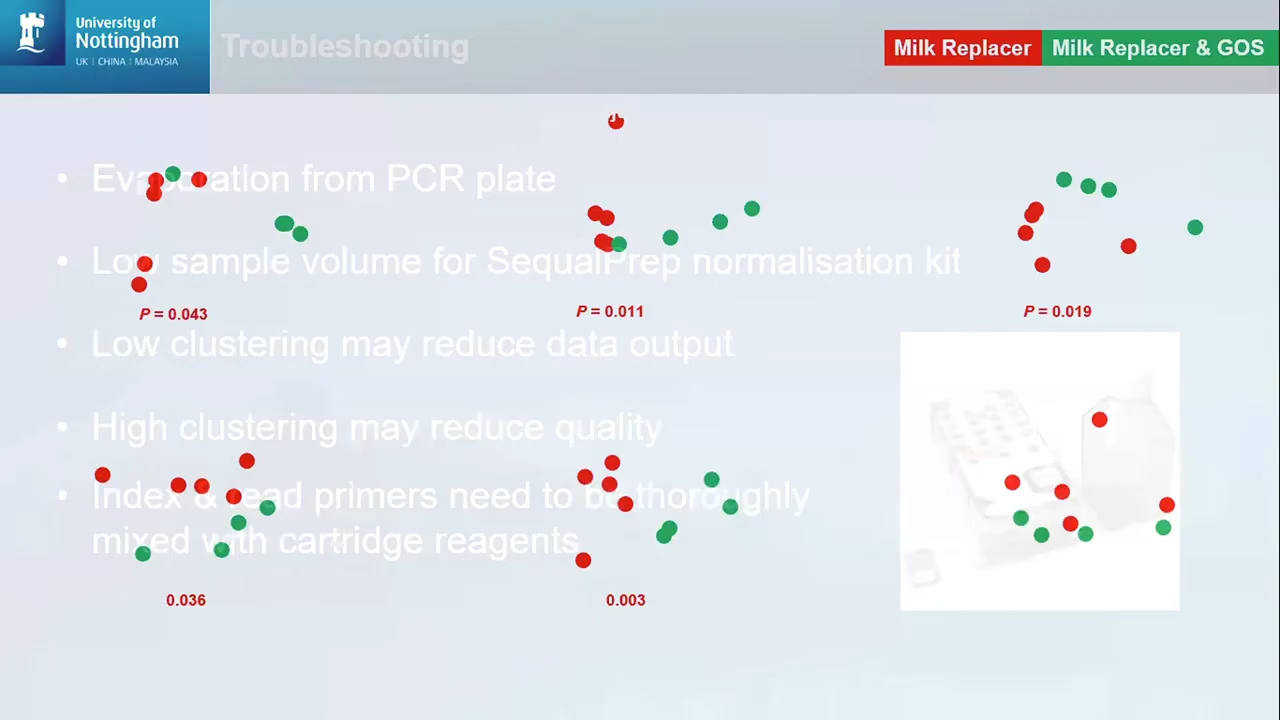 University of
Nottingham
UK | CHINA | MALAYSIA
Troubleshooting
Milk Replacer
Milk Replacer & GOS
• Evaporation from PCR plate
• Low sample volume for SequalPrep normalisation kit
P = 0.043
P = 0.011
P = 0.019
• Low clustering may reduce data output
• High clustering may reduce quality
• Index & read primers need to be thoroughly
mixed with cartridge reagents
0.036
0.003